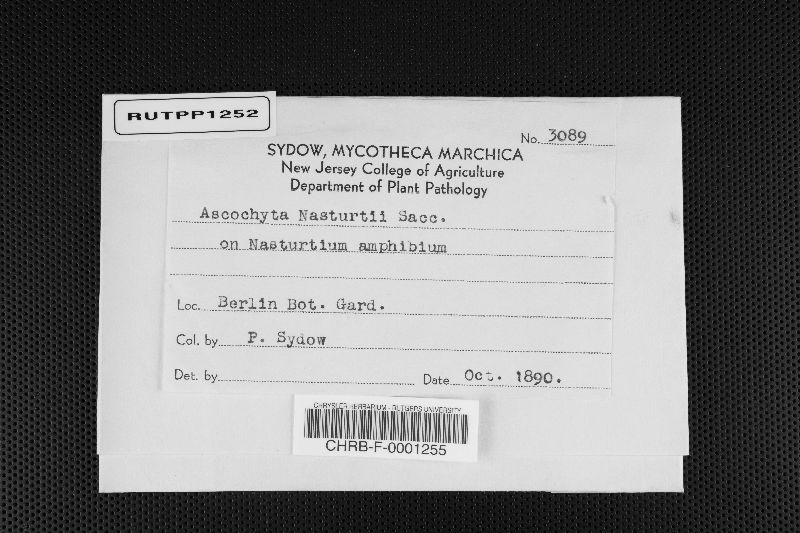 RUTPP1252
No. 3089
SYDOW, MYCOTHECA MARCHICA
New Jersey College of Agriculture
Department of Plant Pathology
Ascochyta Nasturtii Sacc.
on Nasturtium amphibium
Loc. Berlin Bot. Gard.
Col. by P. Sydow
Det. by Date Oct. 1890.
CHRYSLER HERBARIUM - RUTGERS UNIVERSITY
CHRB-F-0001255